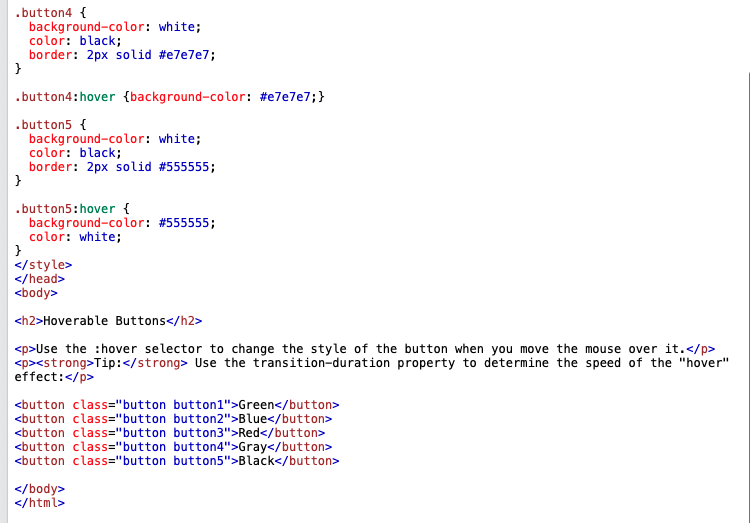 .button4 {
  background-color: white;
  color: black;
  border: 2px solid #e7e7e7;
}

.button4:hover {background-color: #e7e7e7;}

.button5 {
  background-color: white;
  color: black;
  border: 2px solid #555555;
}

.button5:hover {
  background-color: #555555;
  color: white;
}
</style>
</head>
<body>

<h2>Hoverable Buttons</h2>

<p>Use the :hover selector to change the style of the button when you move the mouse over it.</p>
<p><strong>Tip:</strong> Use the transition-duration property to determine the speed of the "hover"
effect:</p>

<button class="button button1">Green</button>
<button class="button button2">Blue</button>
<button class="button button3">Red</button>
<button class="button button4">Gray</button>
<button class="button button5">Black</button>

</body>
</html>